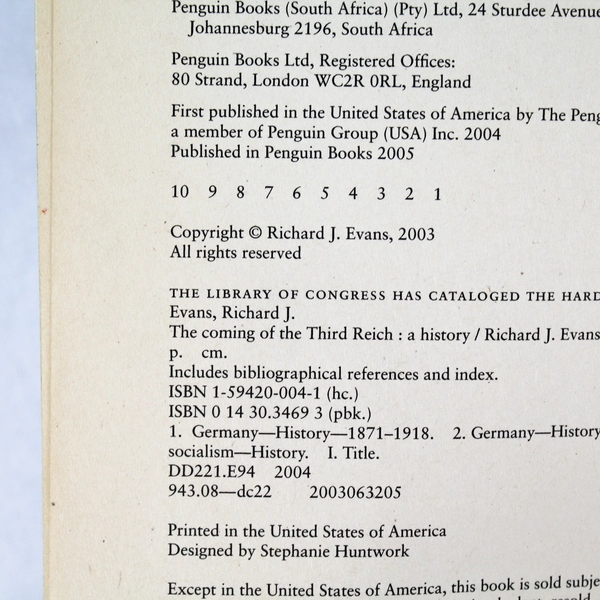 Penguin Books (South Africa) (Pty) Ltd, 24 Sturdee Avenue
Johannesburg 2196, South Africa
Penguin Books Ltd, Registered Offices:
80 Strand, London WC2R 0RL, England
First published in the United States of America by The Peng
a member of Penguin Group (USA) Inc. 2004
Published in Penguin Books 2005
10 9 8 7 6 5 4 3 2 1
Copyright © Richard J. Evans, 2003
All rights reserved
THE LIBRARY OF CONGRESS HAS CATALOGED THE HARD
Evans, Richard J.
The coming of the Third Reich : a history / Richard J. Evans
p. cm.
Includes bibliographical references and index.
ISBN 1-59420-004-1 (hc.)
ISBN 0 14 30.3469 3 (pbk.)
1. Germany—History—1871–1918. 2. Germany—History
socialism—History. I. Title.
DD221.E94 2004
943.08—dc22 2003063205
Printed in the United States of America
Designed by Stephanie Huntwork
Except in the United States of America, this book is sold subje